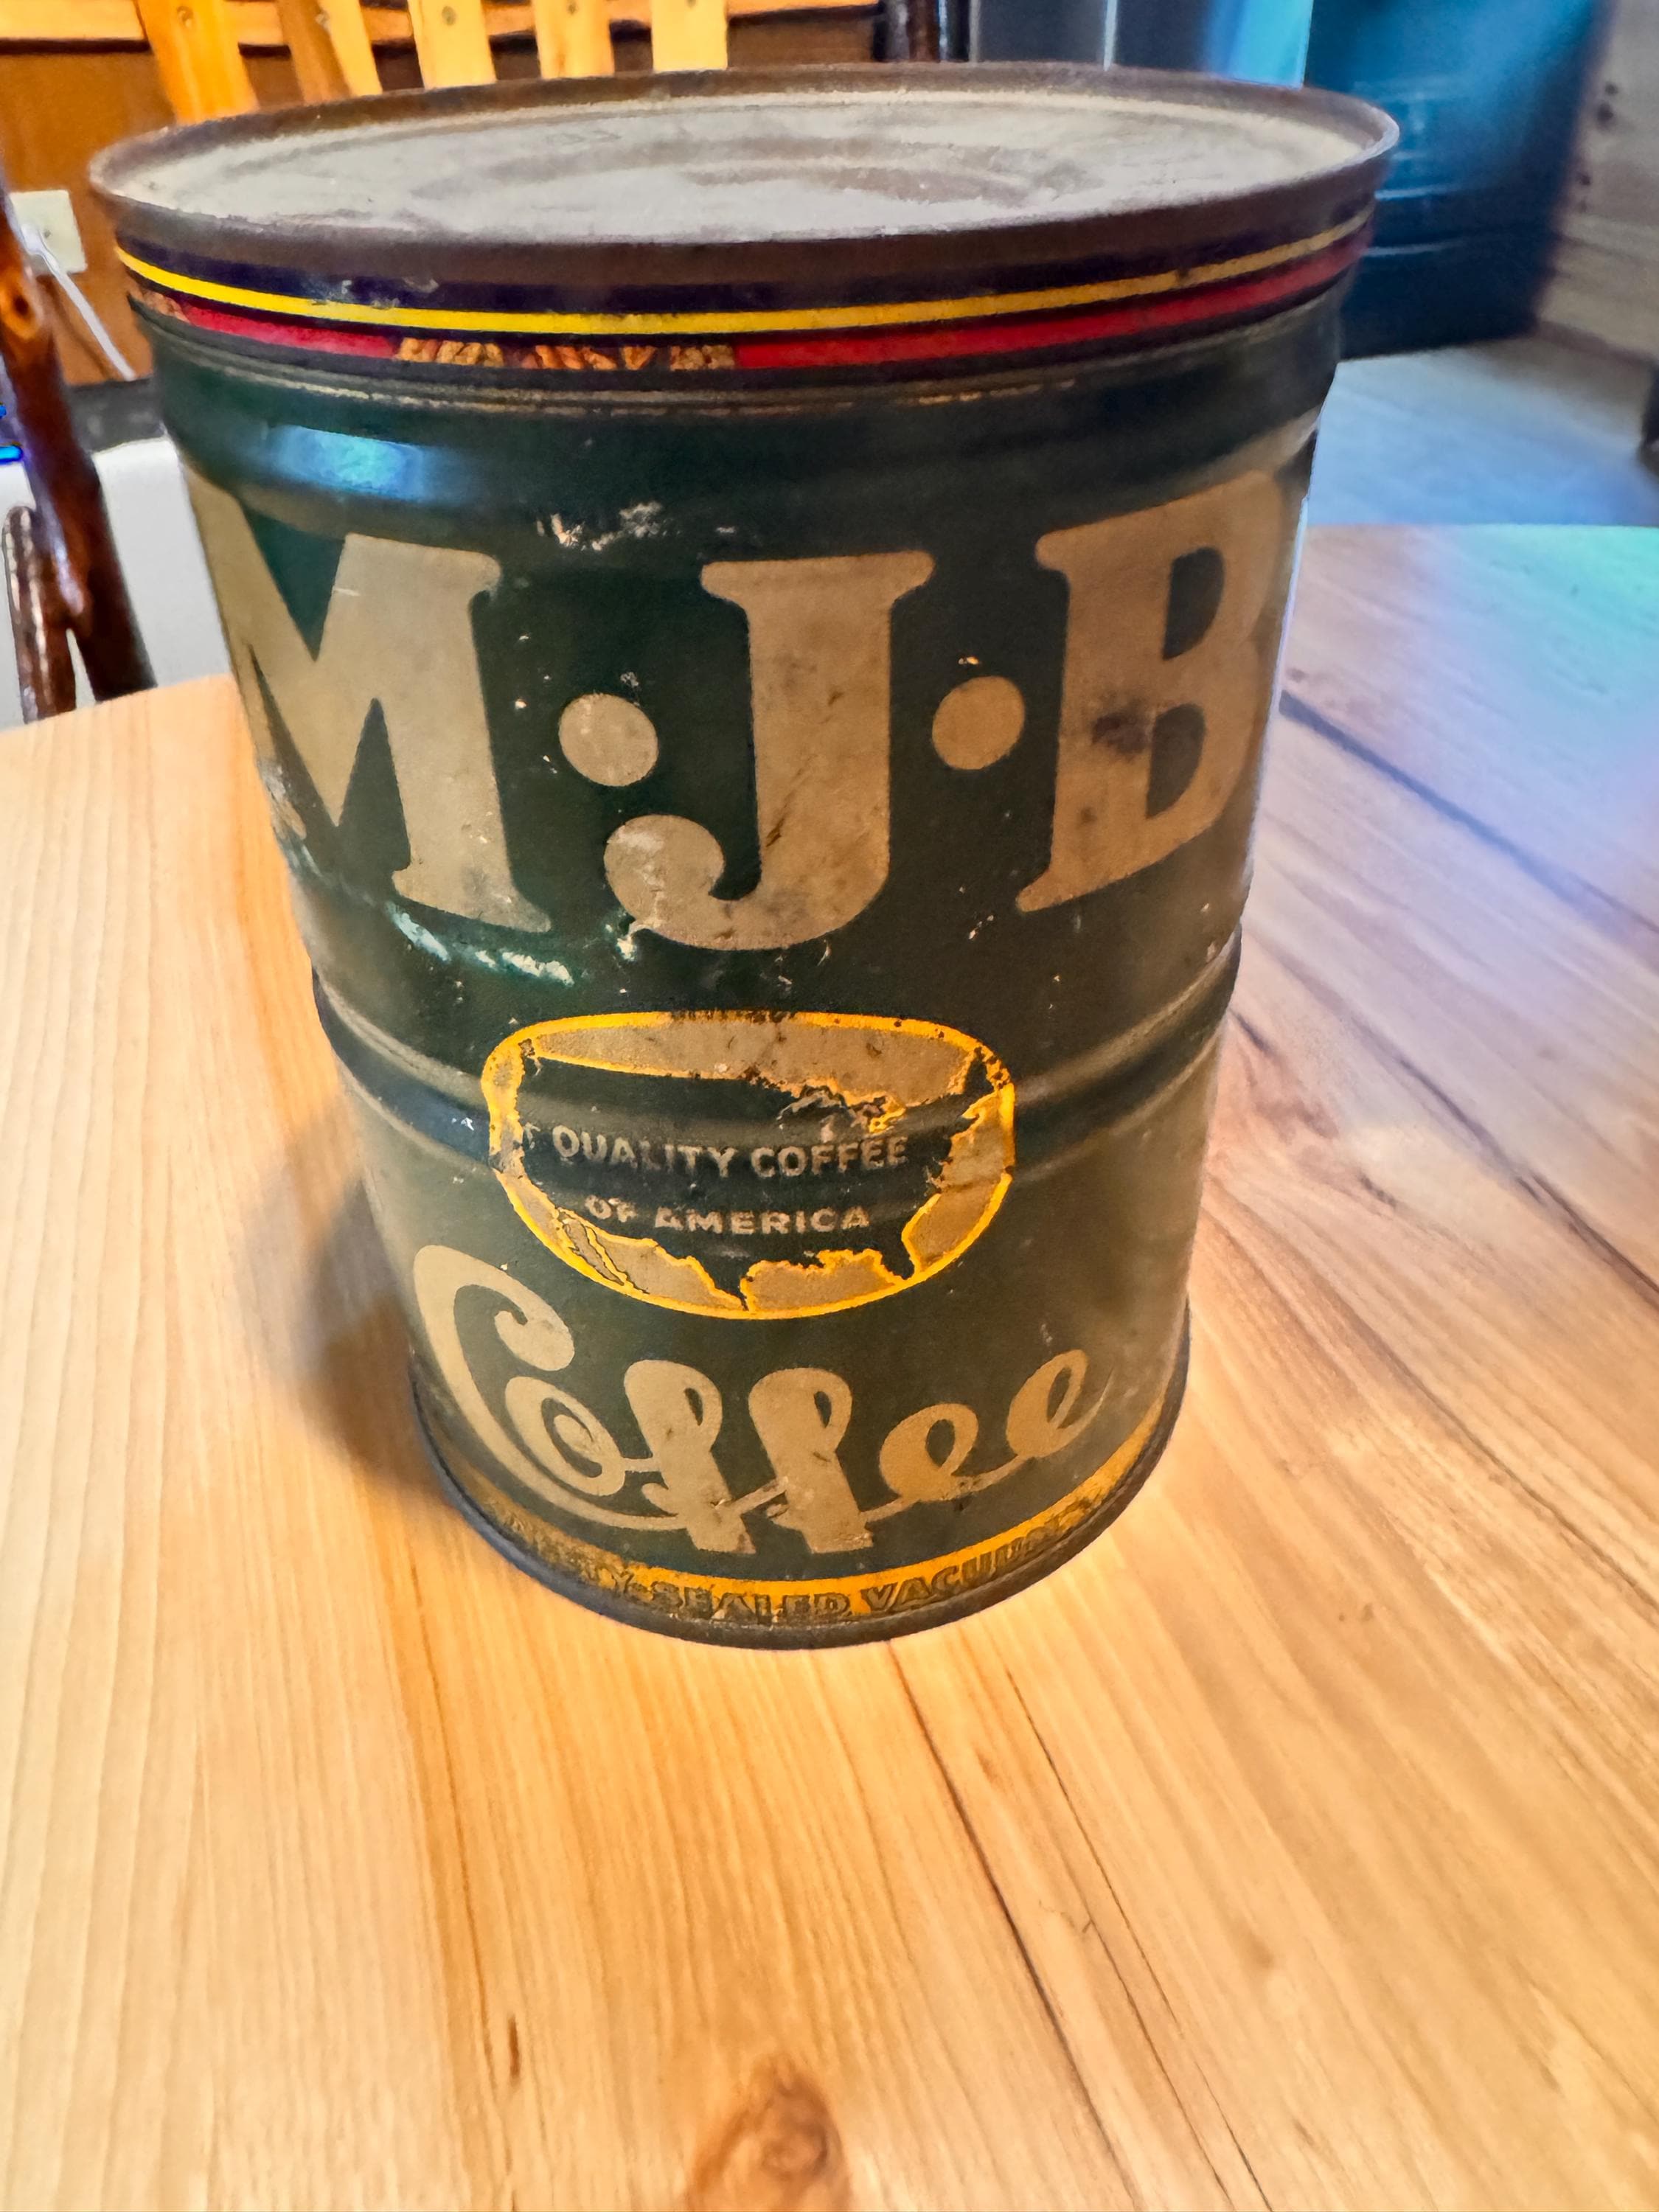 M·J·B
QUALITY COFFEE
OF AMERICA
Coffee
SEALED VACUUM